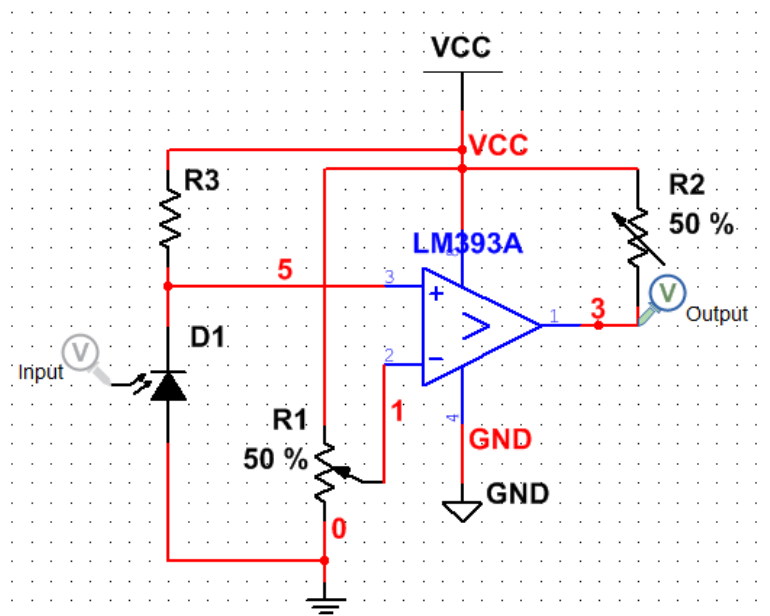 VCC
VCC
R3
R2
50 %
LM393A
8
5
3
+
V
Output
D1
1
3
V
Input
2
−
1
4
R1
50 %
GND
GND
0